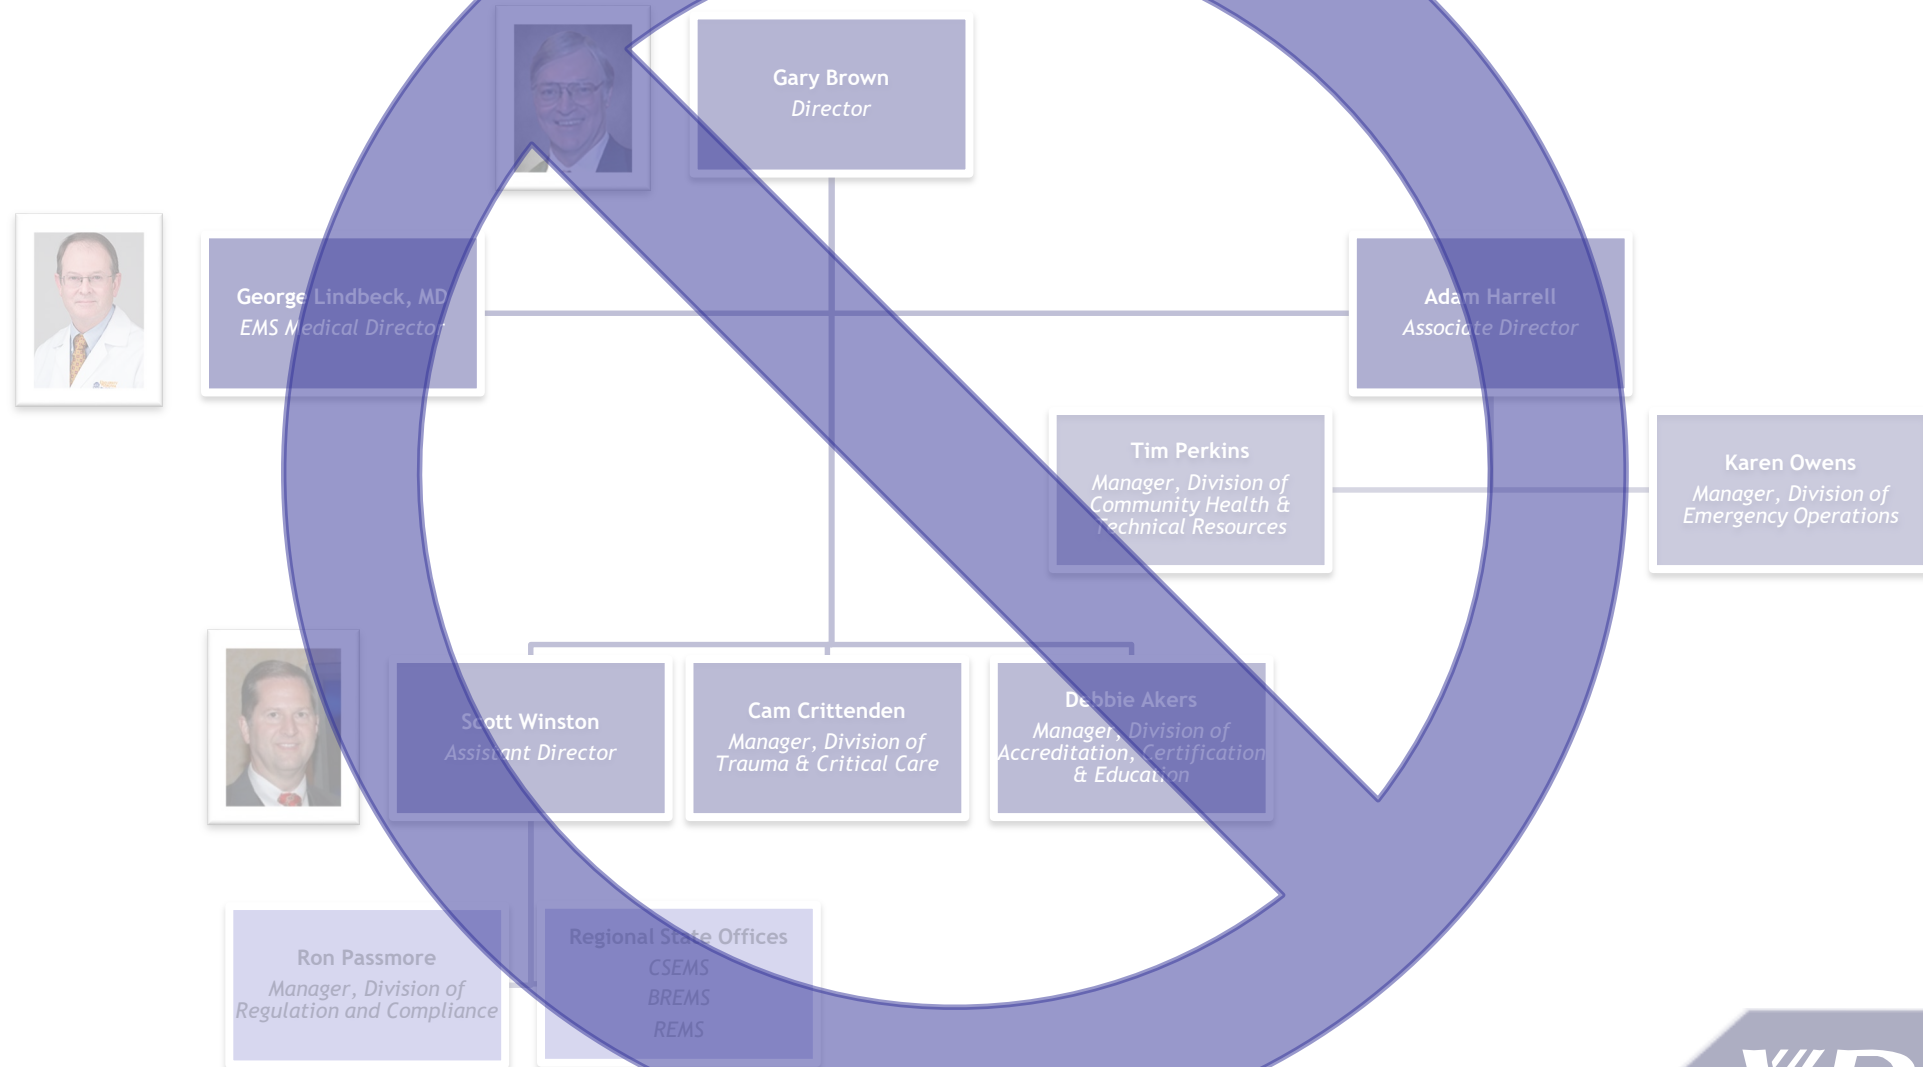 Gary Brown
Director
George Lindbeck, MD
EMS Medical Director
Adam Harrell
Associate Director
Tim Perkins
Manager, Division of
Community Health &
Technical Resources
Karen Owens
Manager, Division of
Emergency Operations
Scott Winston
Assistant Director
Cam Crittenden
Manager, Division of
Trauma & Critical Care
Debbie Akers
Manager, Division of
Accreditation, Certification
& Education
Ron Passmore
Manager, Division of
Regulation and Compliance
Regional State Offices
CSEMS
BREMS
REMS